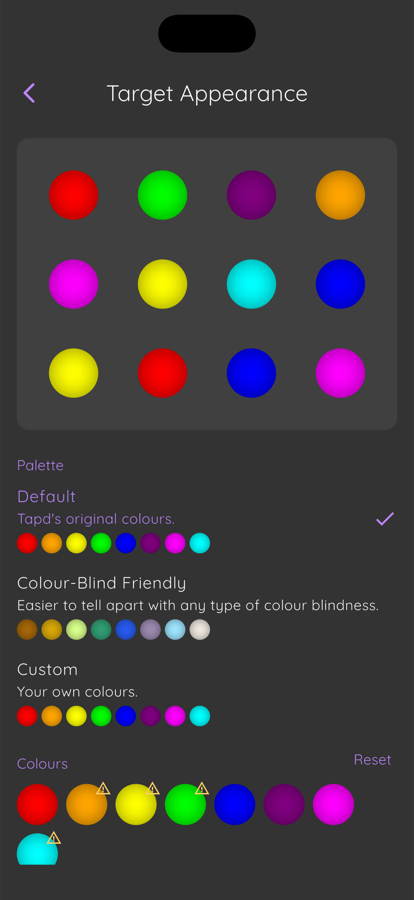 Target Appearance
Palette
Default
Tapd's original colours.
Colour-Blind Friendly
Easier to tell apart with any type of colour blindness.
Custom
Your own colours.
Colours
Reset